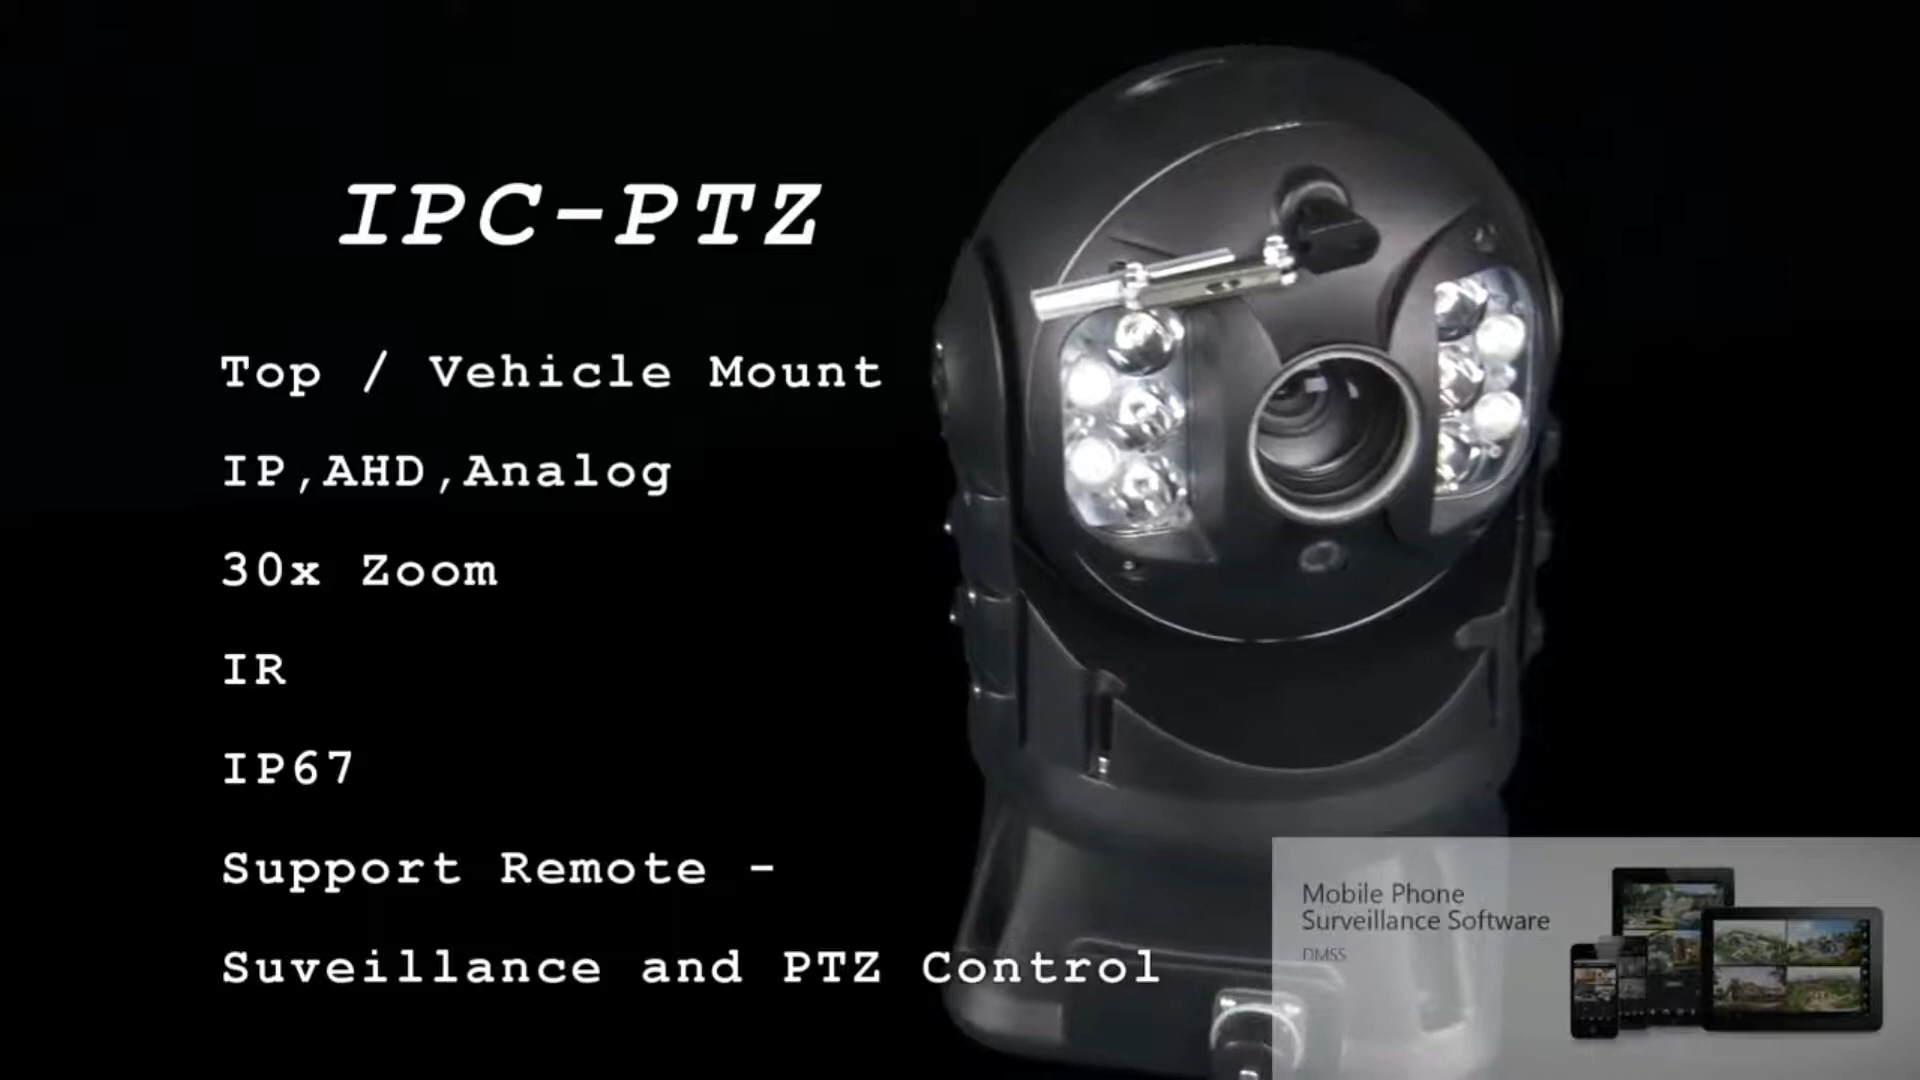 IPC-PTZ
Top / Vehicle Mount
IP,AHD,Analog
30x Zoom
IR
IP67
Support Remote -
Suveillance and PTZ Control
Mobile Phone
Surveillance Software
DMSS